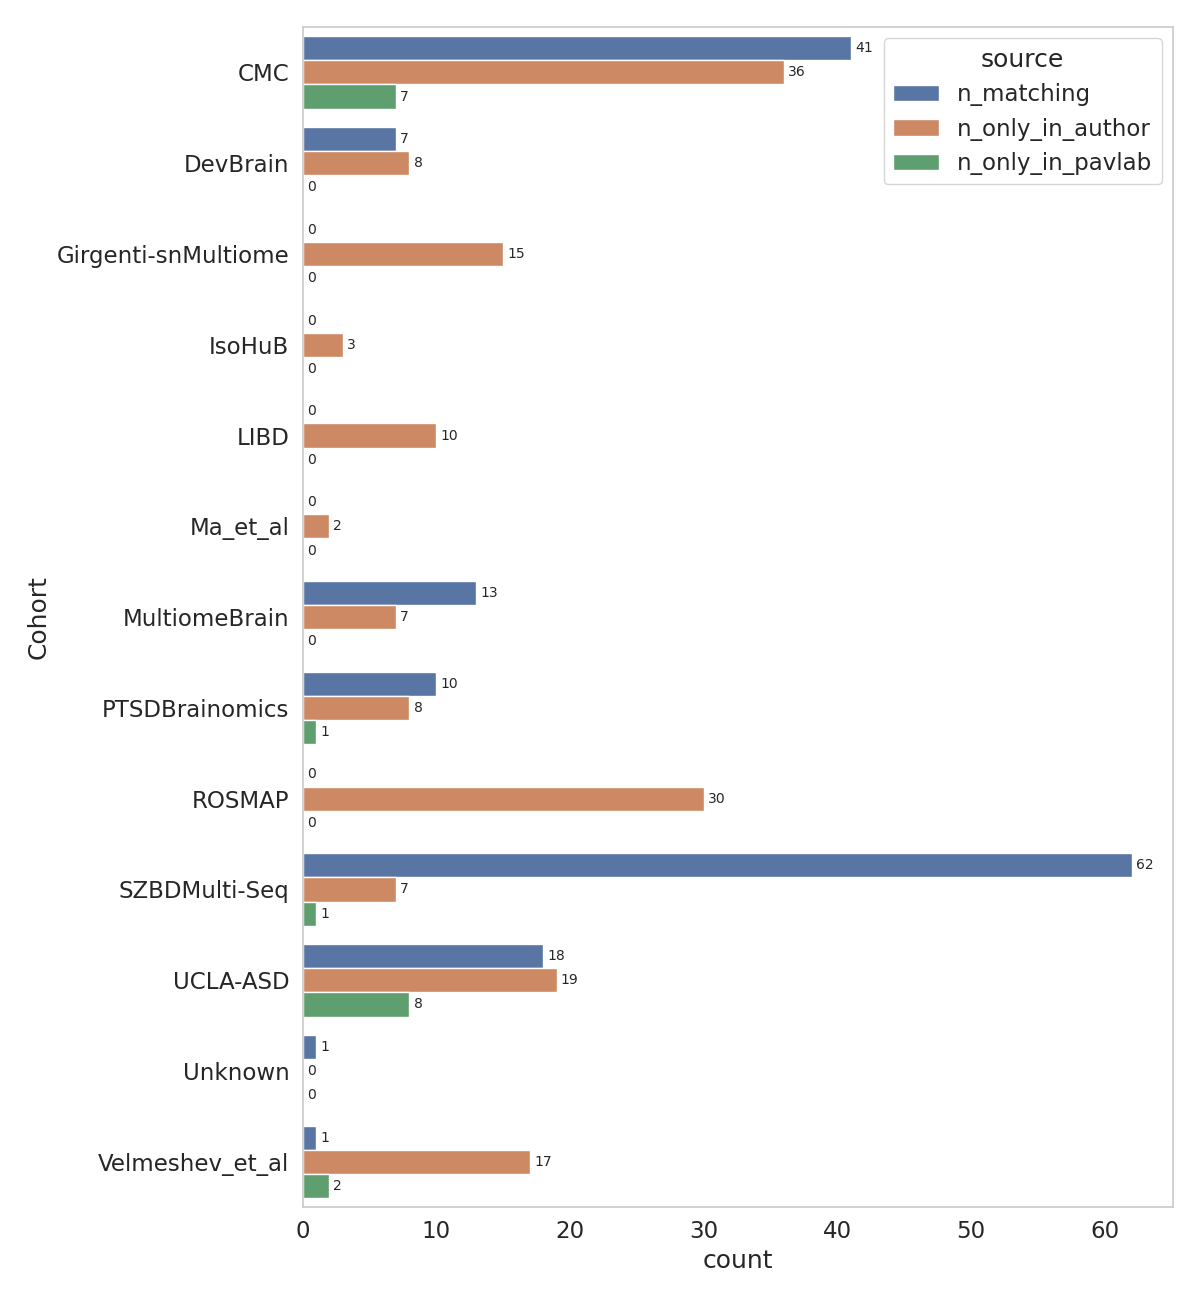 source
n_matching
n_only_in_author
n_only_in_pavlab
Cohort
CMC
41
36
7
DevBrain
7
8
0
Girgenti-snMultiome
0
15
0
IsoHuB
0
3
0
LIBD
0
10
0
Ma_et_al
0
2
0
MultiomeBrain
13
7
0
PTSDBrainomics
10
8
1
ROSMAP
0
30
0
SZBDMulti-Seq
62
7
1
UCLA-ASD
18
19
8
Unknown
1
0
0
Velmeshev_et_al
1
17
2
0 10 20 30 40 50 60
count